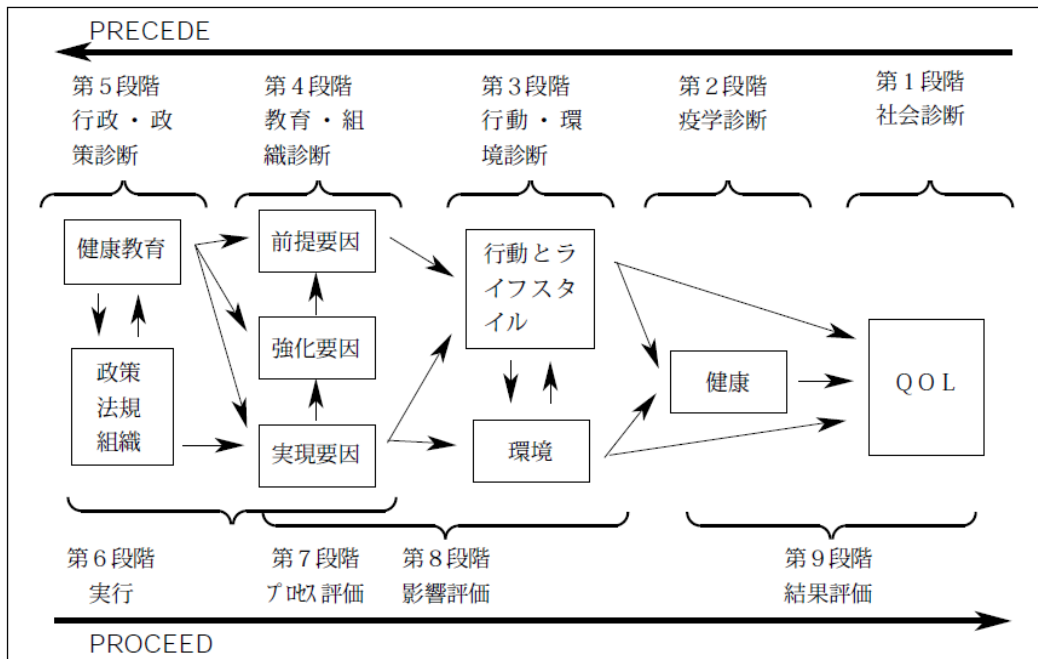 PRECEDE
第５段階
行政・政
策診断
第４段階
教育・組
織診断
第３段階
行動・環
境診断
第２段階
疫学診断
第１段階
社会診断
健康教育
政策
法規
組織
前提要因
強化要因
実現要因
行動とラ
イフスタ
イル
環境
健康
ＱＯＬ
第６段階
実行
第７段階
ﾌﾟﾛｾｽ評価
第８段階
影響評価
第９段階
結果評価
PROCEED